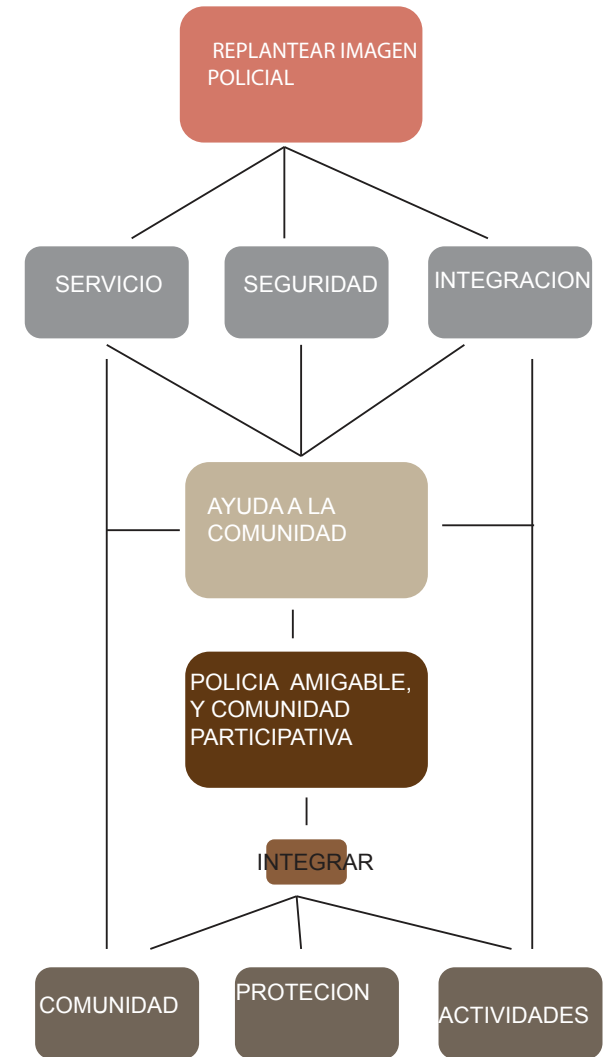 REPLANTEAR IMAGEN
POLICIAL
SERVICIO
SEGURIDAD
INTEGRACION
AYUDA A LA
COMUNIDAD
POLICIA AMIGABLE,
Y COMUNIDAD
PARTICIPATIVA
INTEGRAR
COMUNIDAD
PROTECION
ACTIVIDADES